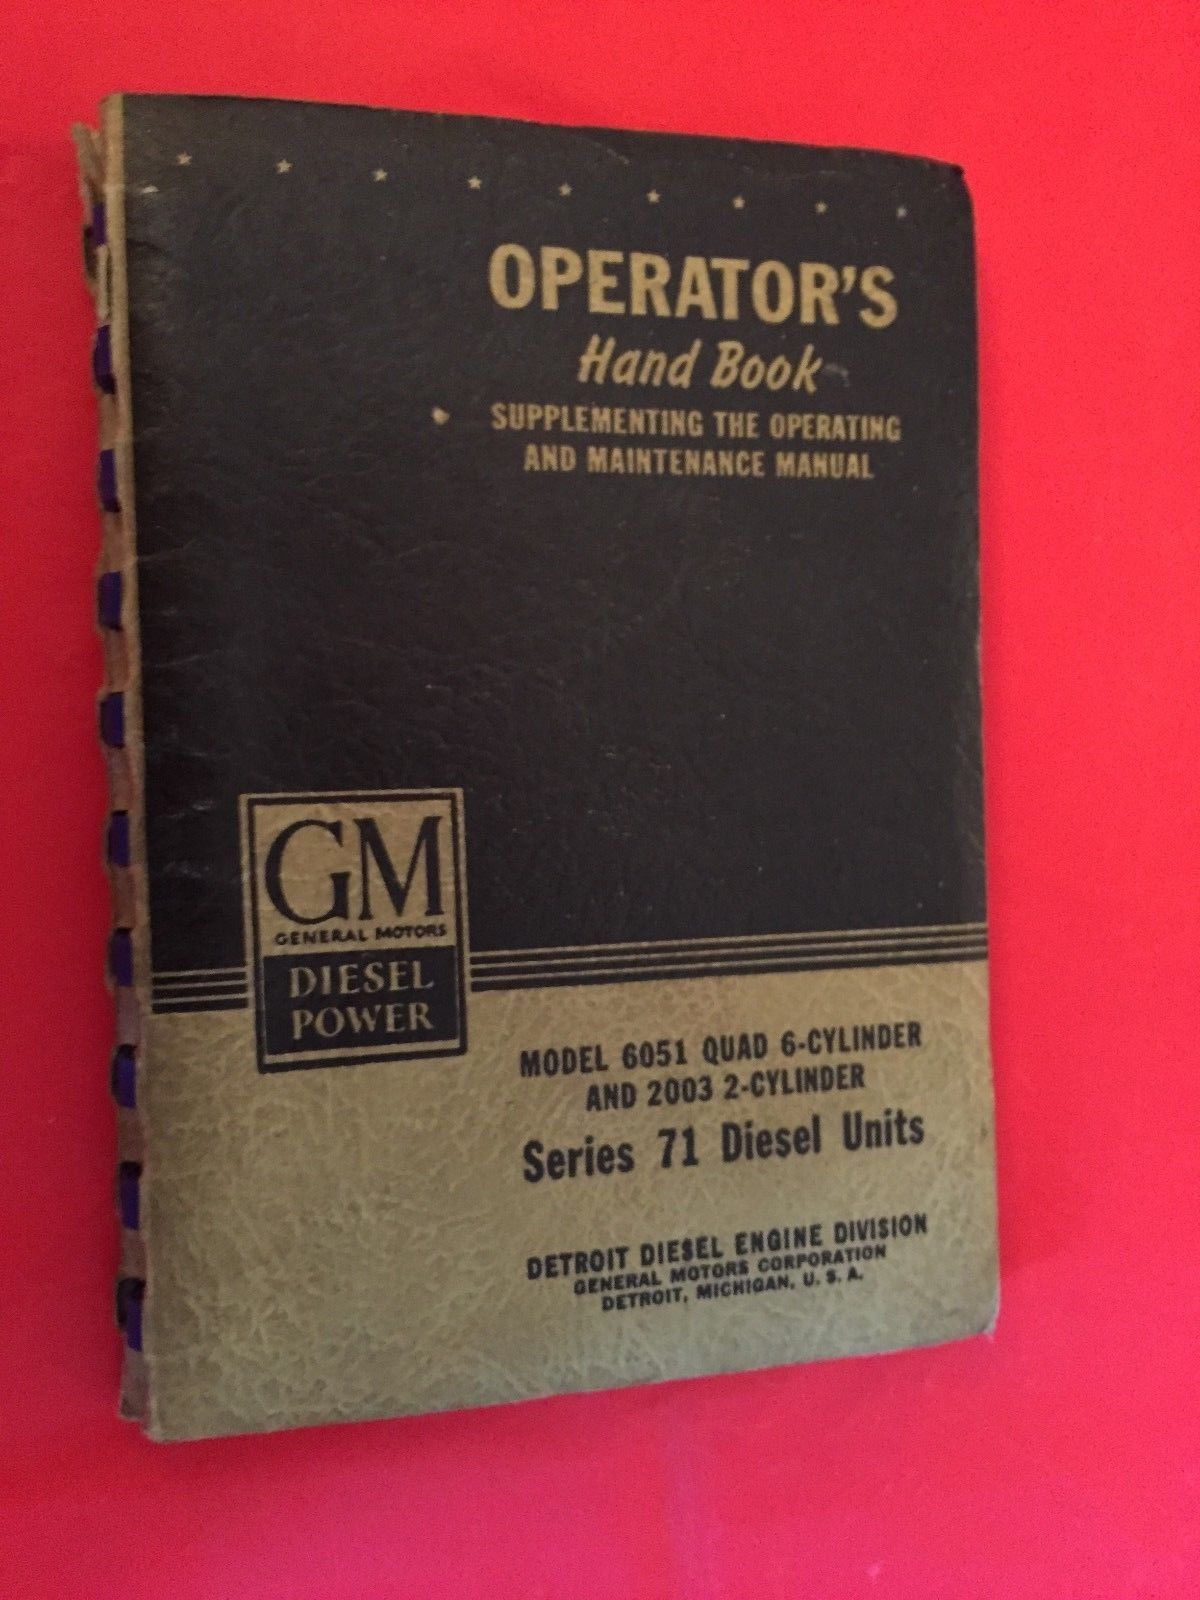 OPERATOR'S
Hand Book
SUPPLEMENTING THE OPERATING
AND MAINTENANCE MANUAL
GM
GENERAL MOTORS
DIESEL
POWER
MODEL 6051 QUAD 6-CYLINDER
AND 2003 2-CYLINDER
Series 71 Diesel Units
DETROIT DIESEL ENGINE DIVISION
GENERAL MOTORS CORPORATION
DETROIT, MICHIGAN, U. S. A.